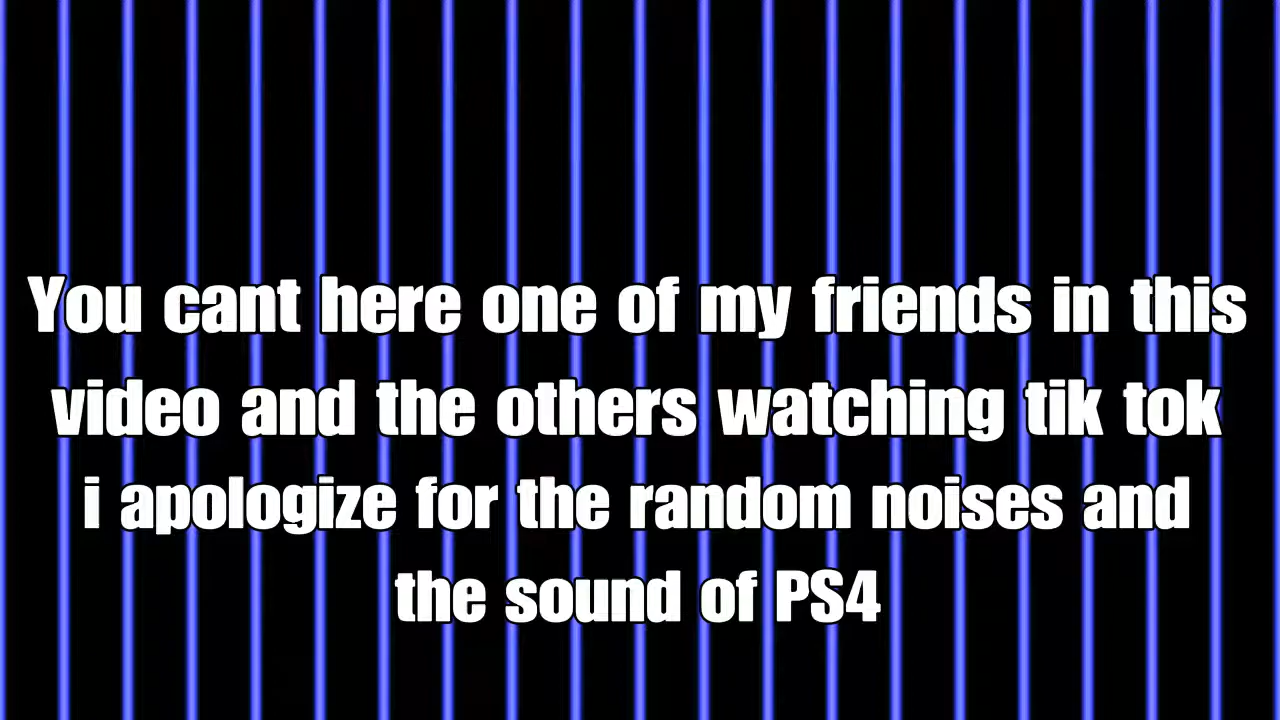 You cant here one of my friends in this
video and the others watching tik tok
i apologize for the random noises and
the sound of PS4